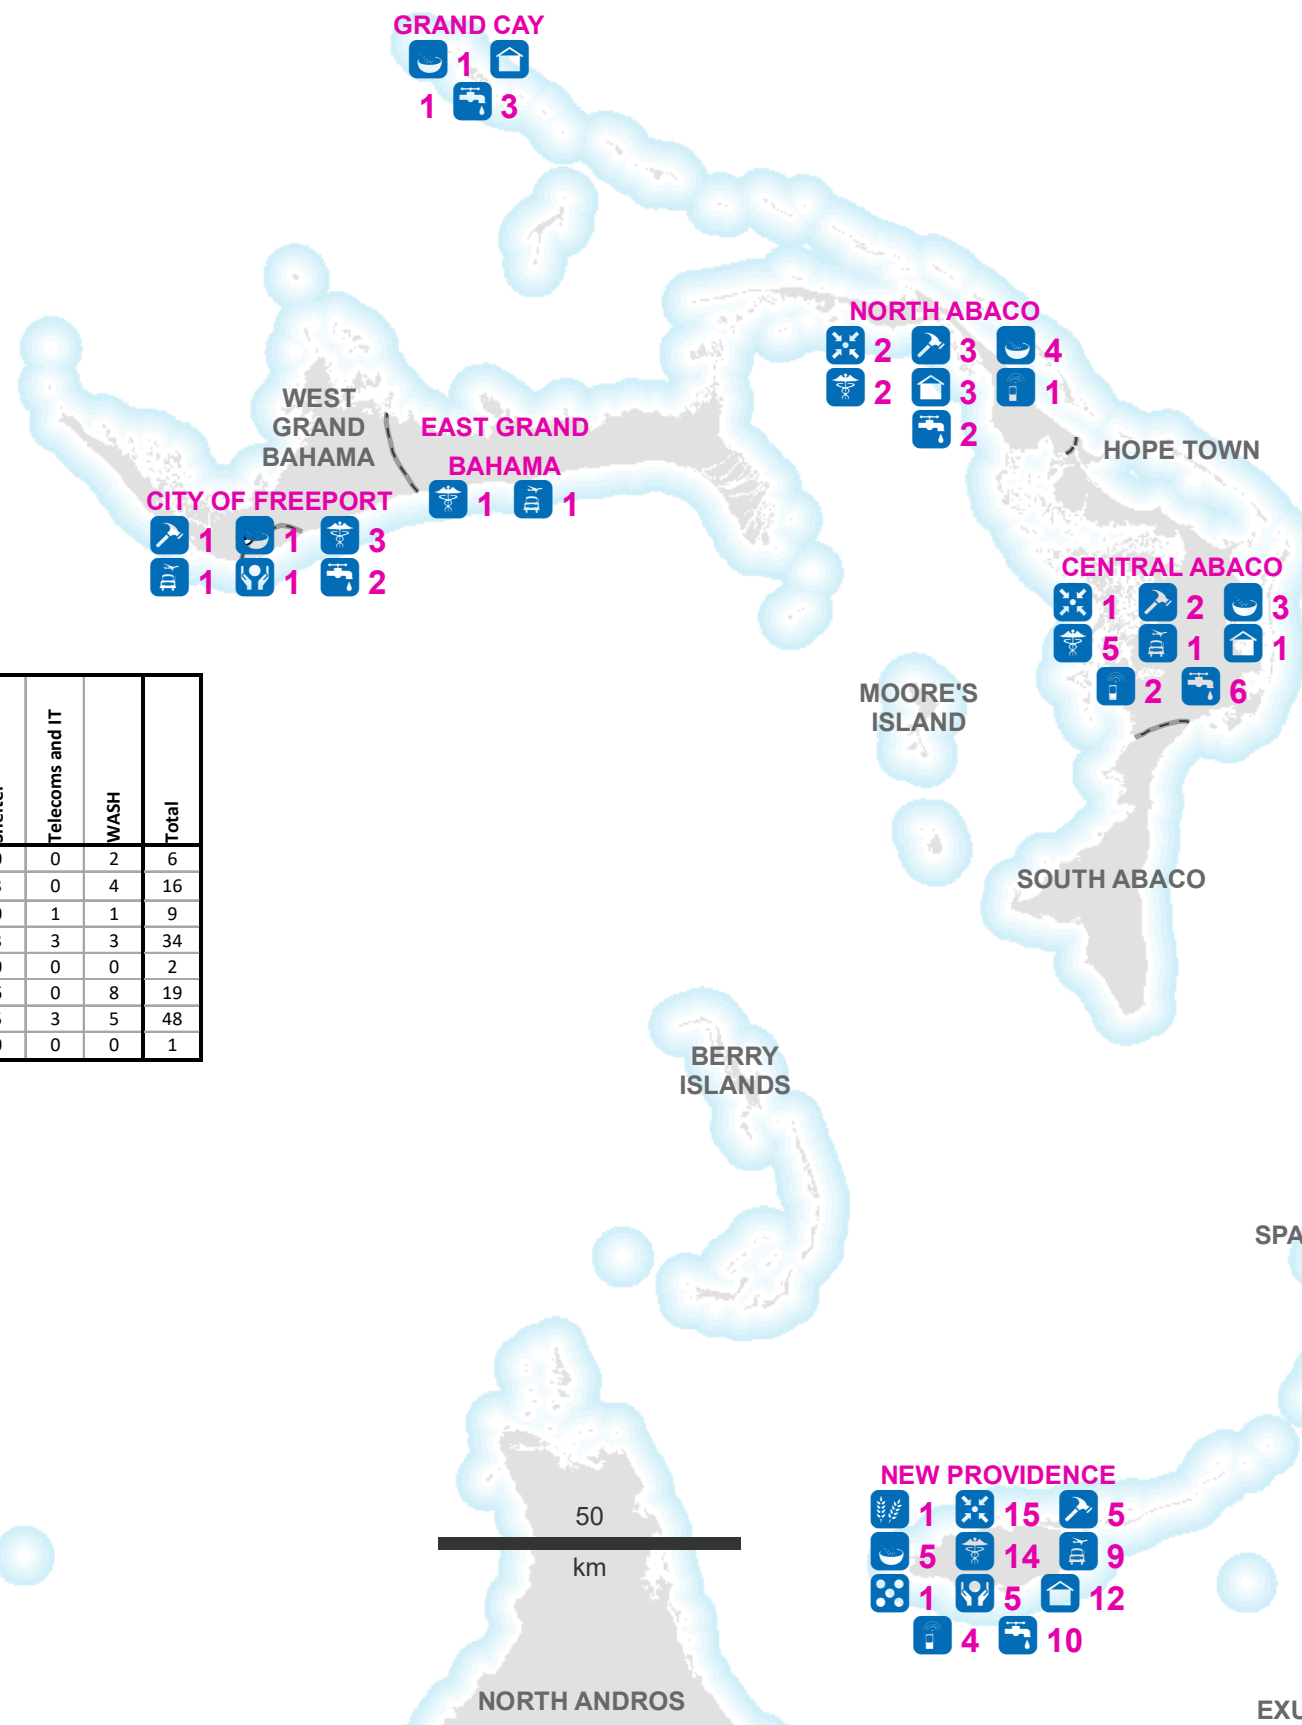 GRAND CAY
1
1 3
NORTH ABACO
2 3 4
2 3 1
2
WEST
GRAND
BAHAMA
EAST GRAND
BAHAMA
1 1
HOPE TOWN
CITY OF FREEPORT
1 1 3
1 1 2
CENTRAL ABACO
1 2 3
5 1 1
2 6
MOORE'S
ISLAND
Telecoms and IT WASH Total
0 2 6
0 4 16
1 1 9
3 3 34
0 0 2
0 8 19
3 5 48
0 0 1
SOUTH ABACO
BERRY
ISLANDS
SPA
NEW PROVIDENCE
1 15 5
5 14 9
1 5 12
4 10
50
km
NORTH ANDROS
EXU